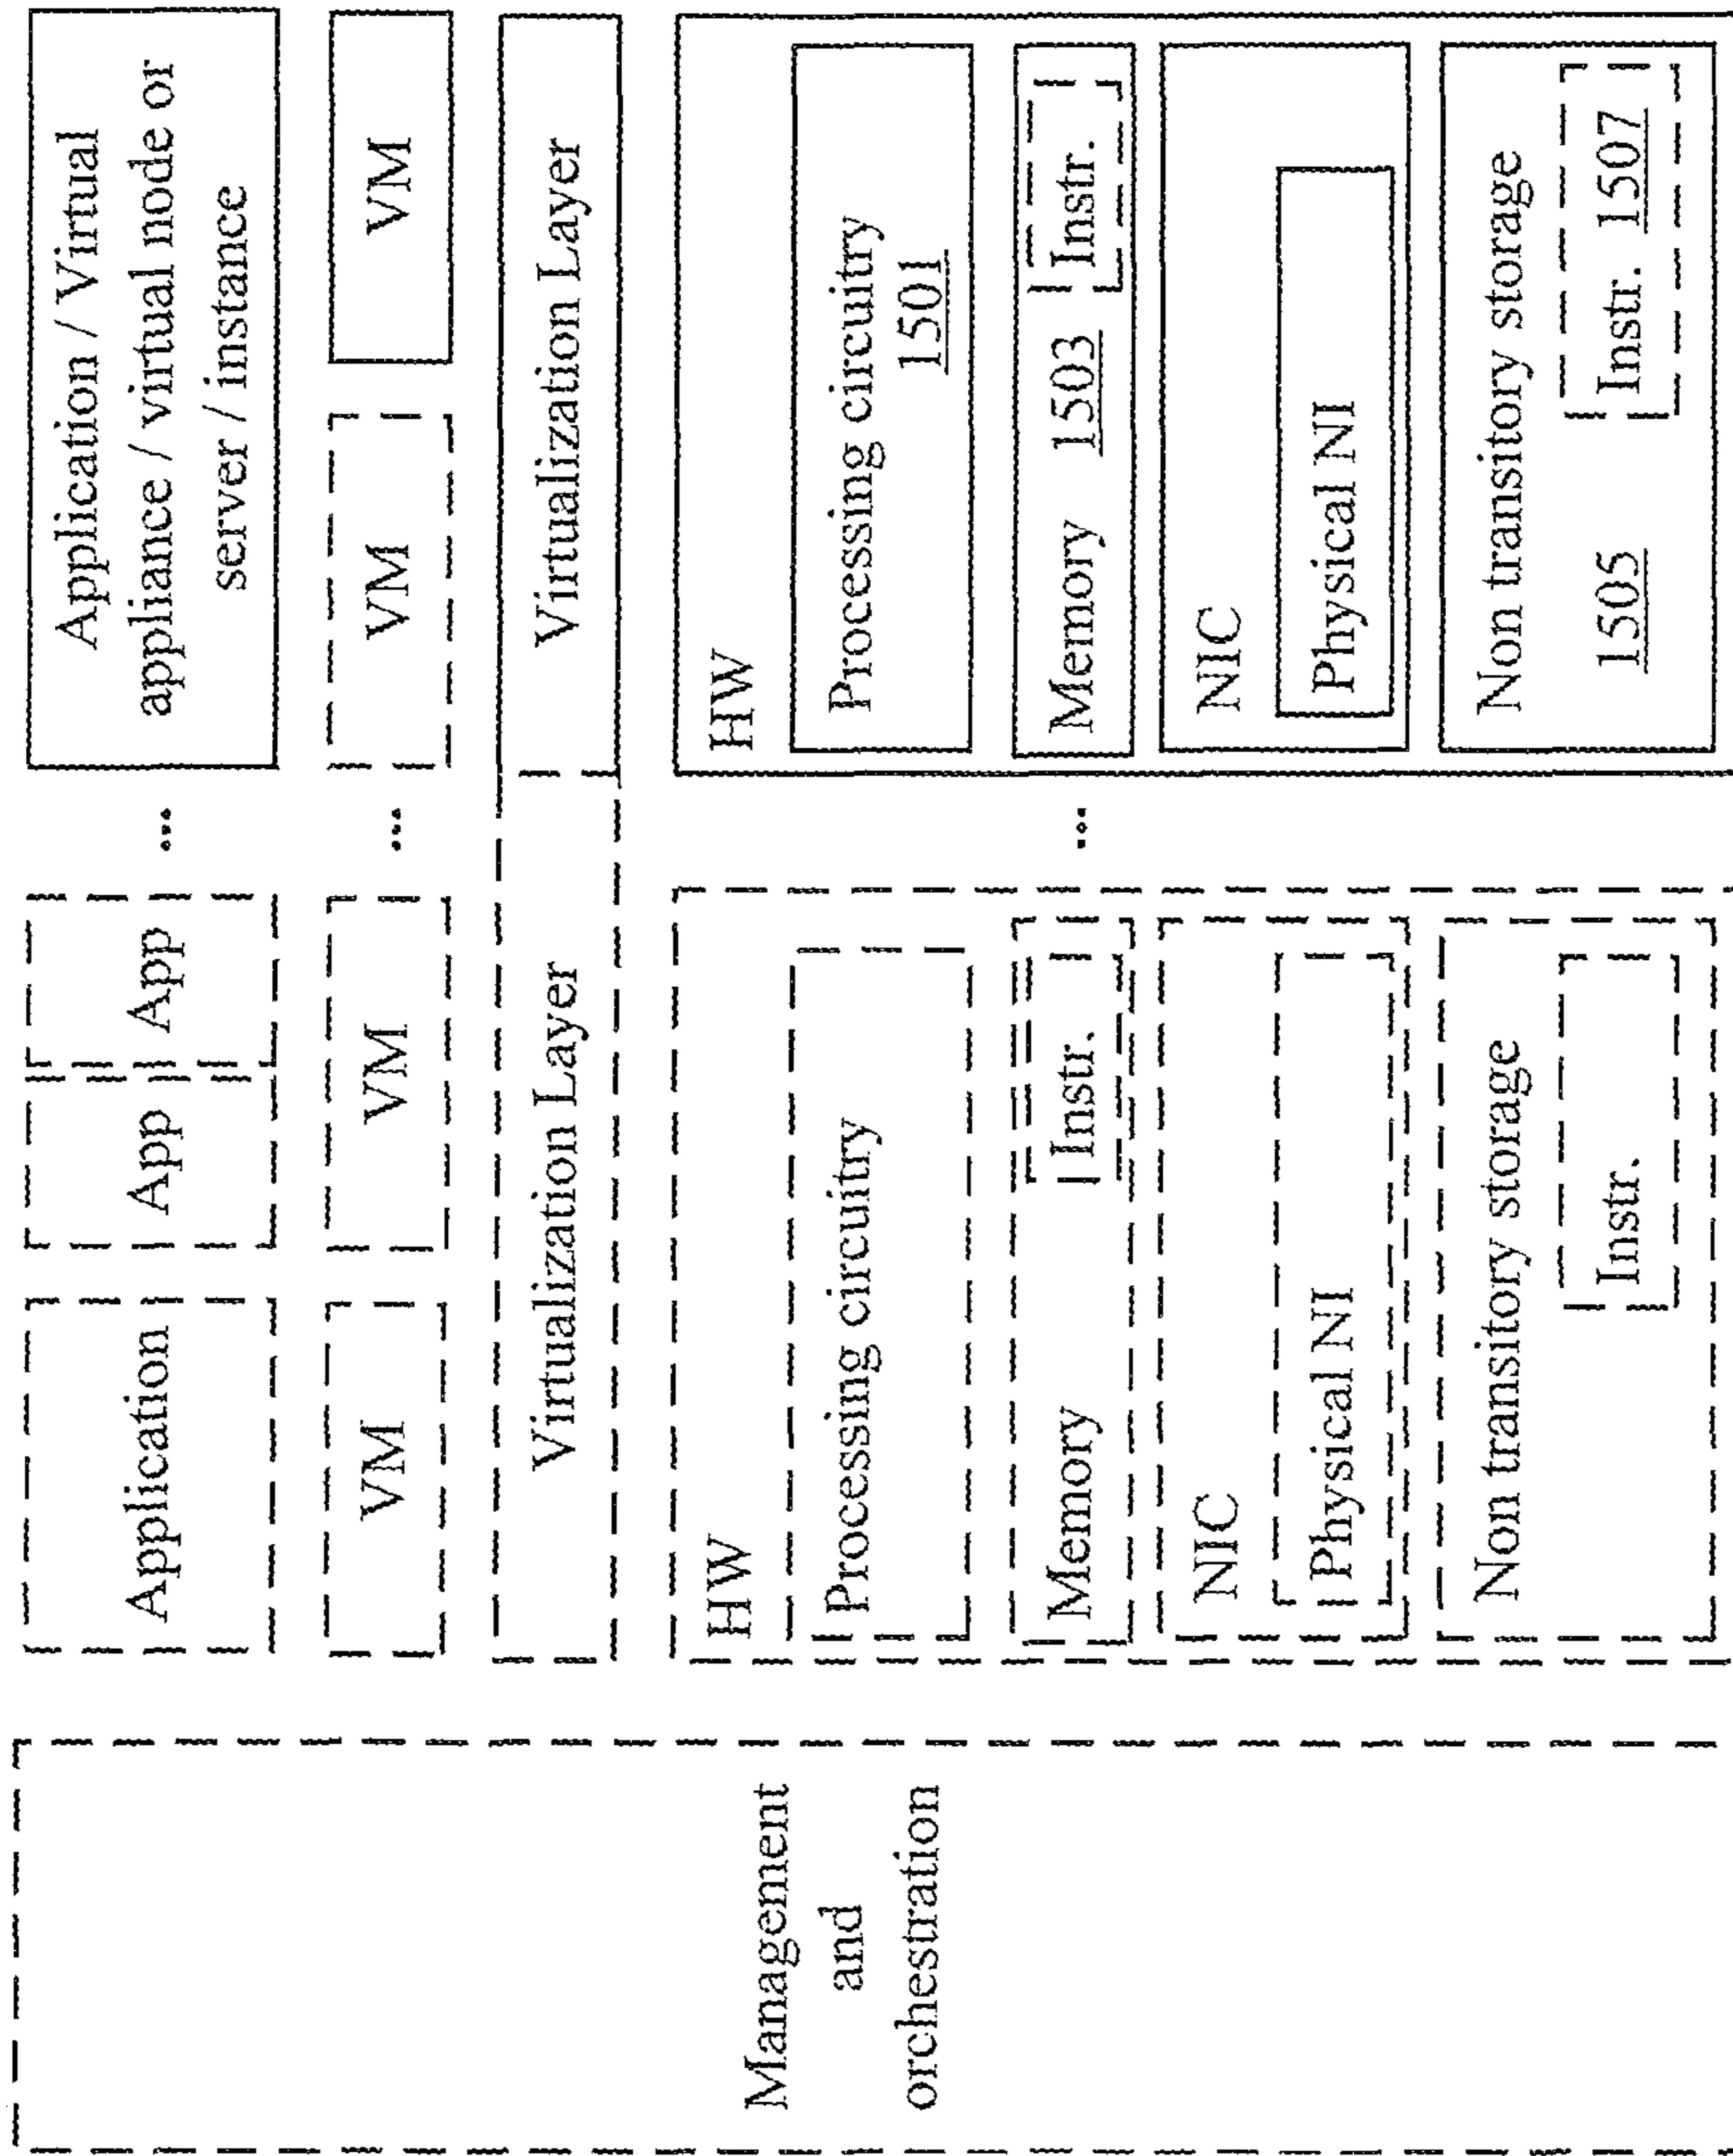 Management
and
orchestration
Application
App
App
...
Application / Virtual
appliance / virtual node or
server / instance
VM
VM
...
VM
VM
Virtualization Layer
Virtualization Layer
HW
Processing circuitry
Memory
Instr.
NIC
Physical NI
Non transitory storage
Instr.
...
HW
Processing circuitry
1501
Memory 1503 Instr.
NIC
Physical NI
Non transitory storage
1505 Instr. 1507